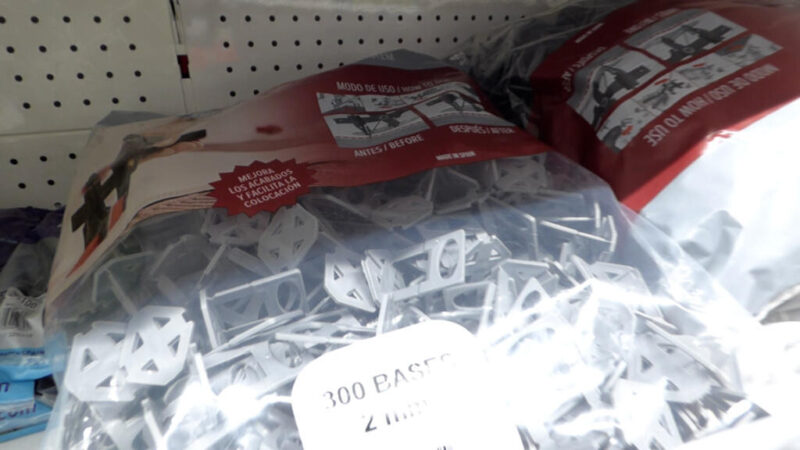 MODO DE USO / HOW TO
ANTES / BEFORE
DESPUÉS / AFTER
MADE IN SPAIN
MEJORA
LOS ACABADOS
Y FACILITA LA
COLOCACIÓN
300 BASES
2 mm
MODO DE USO / HOW TO USE